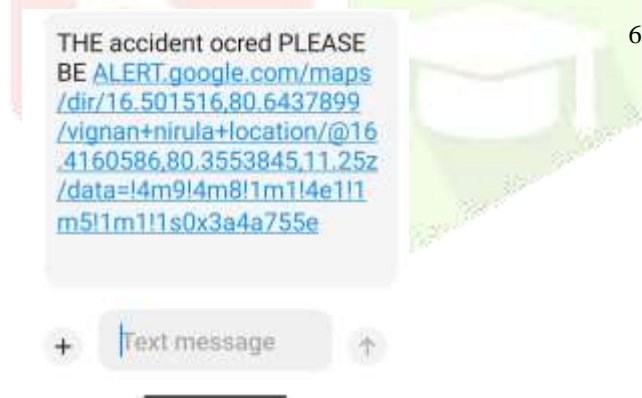 THE accident ocred PLEASE
BE ALERT.google.com/maps
/dir/16.501516,80.6437899
/vignan+nirula+location/@16
.4160586,80.3553845,11.25z
/data=!4m9!4m8!1m1!4e1!1
m5!1m1!1s0x3a4a755e
6
+
Text message